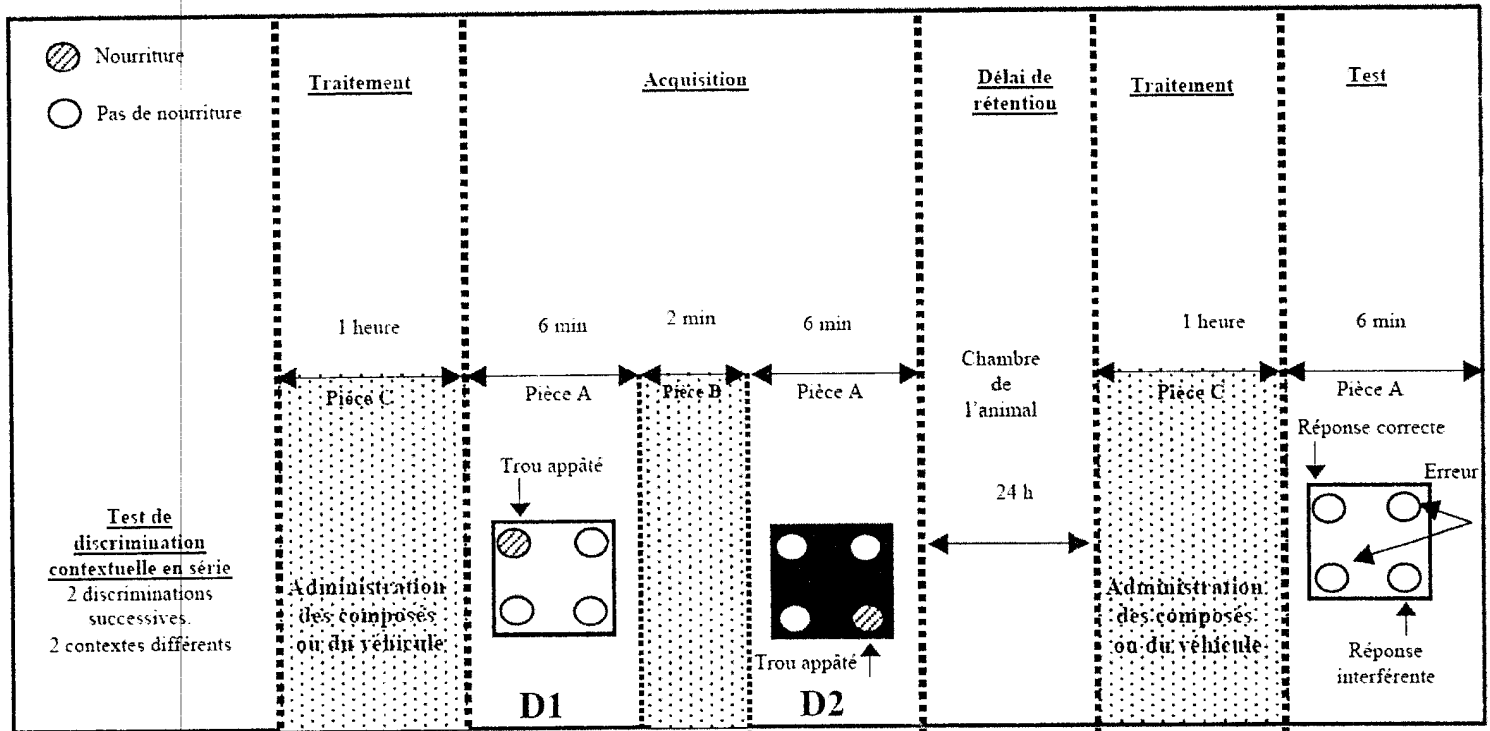 Nourriture
Pas de nourriture
Test de
discrimination
contextuelle en série
2 discriminations
successives.
2 contextes différents
Traitement
1 heure
Pièce C
Administration
des composés
ou du véhicule
Acquisition
6 min
Pièce A
Trou appâté
D1
2 min
Pièce B
6 min
Pièce A
Trou appâté
D2
Délai de
rétention
Chambre
de
l'animal
24 h
Traitement
1 heure
Pièce C
Administration
des composés
ou du véhicule
Test
6 min
Pièce A
Réponse correcte
Erreur
Réponse
interférente